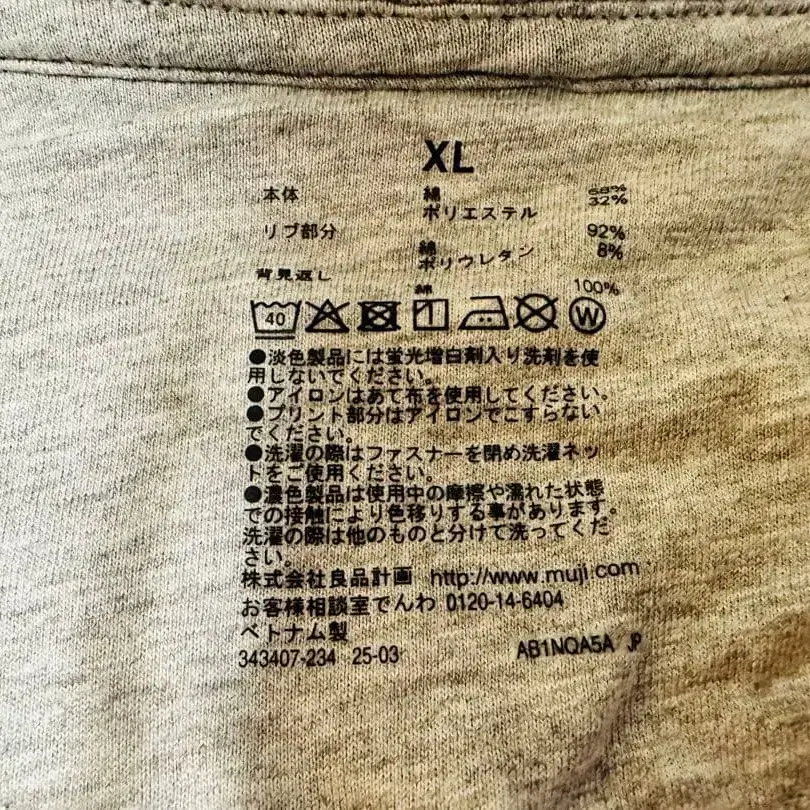 XL
本体 綿 68%
ポリエステル 32%
リブ部分 綿 92%
ポリウレタン 8%
背見返し 綿 100%
40 W
●淡色製品には蛍光増白剤入り洗剤を使
用しないでください。
●アイロンはあて布を使用してください。
●プリント部分はアイロンでこすらない
でください。
●洗濯の際はファスナーを閉め洗濯ネッ
トをご使用ください。
●濃色製品は使用中の摩擦や濡れた状態
での接触により色移りする事があります。
洗濯の際は他のものと分けて洗ってくだ
さい。
株式会社良品計画 http://www.muji.com
お客様相談室でんわ 0120-14-6404
ベトナム製
343407-234 25-03 AB1NQA5A JP